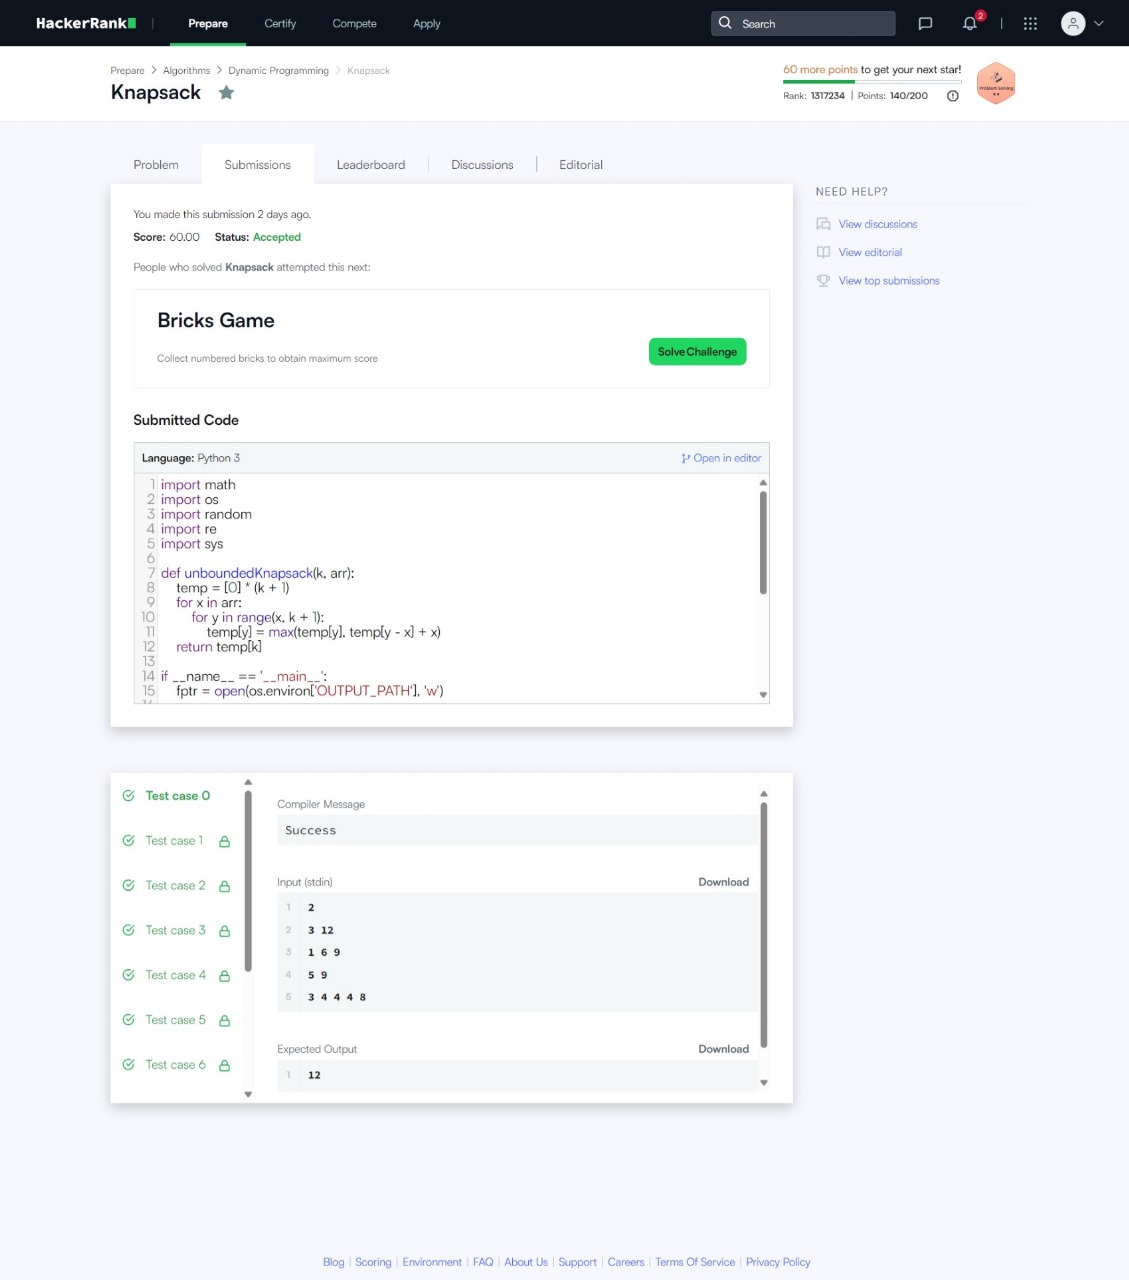 HackerRank | Prepare Certify Compete Apply Search 2 |
Prepare > Algorithms > Dynamic Programming > Knapsack
Knapsack
60 more points to get your next star!
Rank: 1317234 | Points: 140/200
Problem Solving
Problem Submissions Leaderboard | Discussions | Editorial
You made this submission 2 days ago.
Score: 60.00 Status: Accepted
People who solved Knapsack attempted this next:
Bricks Game
Collect numbered bricks to obtain maximum score
Solve Challenge
Submitted Code
Language: Python 3 Open in editor
1 import math
2 import os
3 import random
4 import re
5 import sys
6
7 def unboundedKnapsack(k, arr):
8 temp = [0] * (k + 1)
9 for x in arr:
10 for y in range(x, k + 1):
11 temp[y] = max(temp[y], temp[y - x] + x)
12 return temp[k]
13
14 if __name__ == '__main__':
15 fptr = open(os.environ['OUTPUT_PATH'], 'w')
NEED HELP?
View discussions
View editorial
View top submissions
Test case 0
Test case 1
Test case 2
Test case 3
Test case 4
Test case 5
Test case 6
Compiler Message
Success
Input (stdin) Download
1 2
2 3 12
3 1 6 9
4 5 9
5 3 4 4 4 8
Expected Output Download
1 12
Blog | Scoring | Environment | FAQ | About Us | Support | Careers | Terms Of Service | Privacy Policy